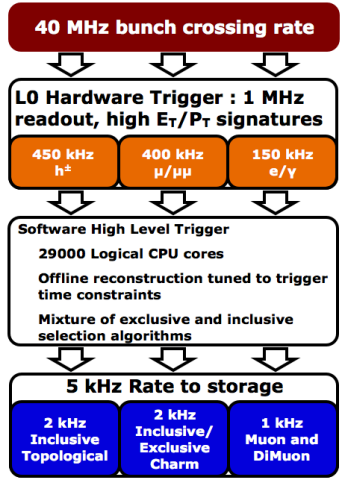 40 MHz bunch crossing rate
L0 Hardware Trigger : 1 MHz
readout, high E_T/P_T signatures
450 kHz
h±
400 kHz
µ/µµ
150 kHz
e/γ
Software High Level Trigger
29000 Logical CPU cores
Offline reconstruction tuned to trigger
time constraints
Mixture of exclusive and inclusive
selection algorithms
5 kHz Rate to storage
2 kHz
Inclusive
Topological
2 kHz
Inclusive/
Exclusive
Charm
1 kHz
Muon and
DiMuon